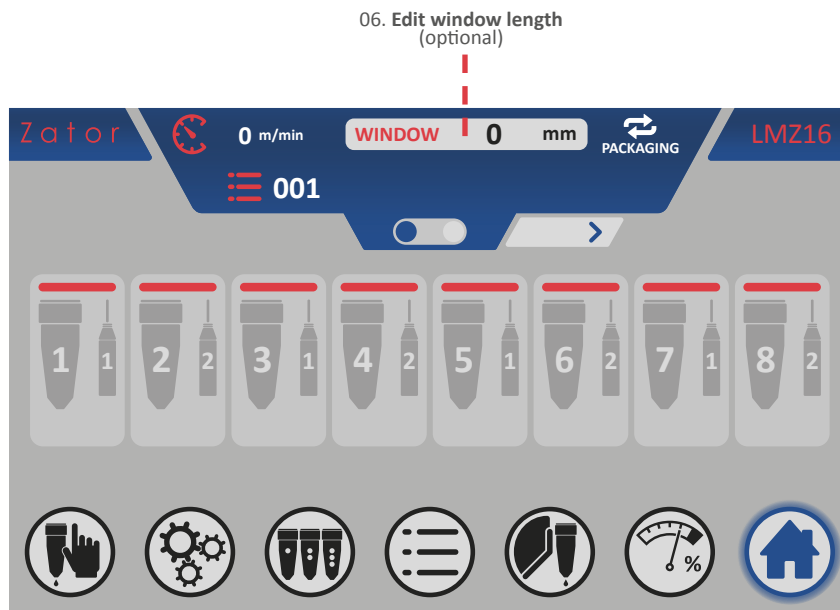 06. Edit window length
(optional)
Zator
0 m/min
WINDOW 0 mm
PACKAGING
LMZ16
001
1 1 2 2 3 1 4 2 5 1 6 2 7 1 8 2
%